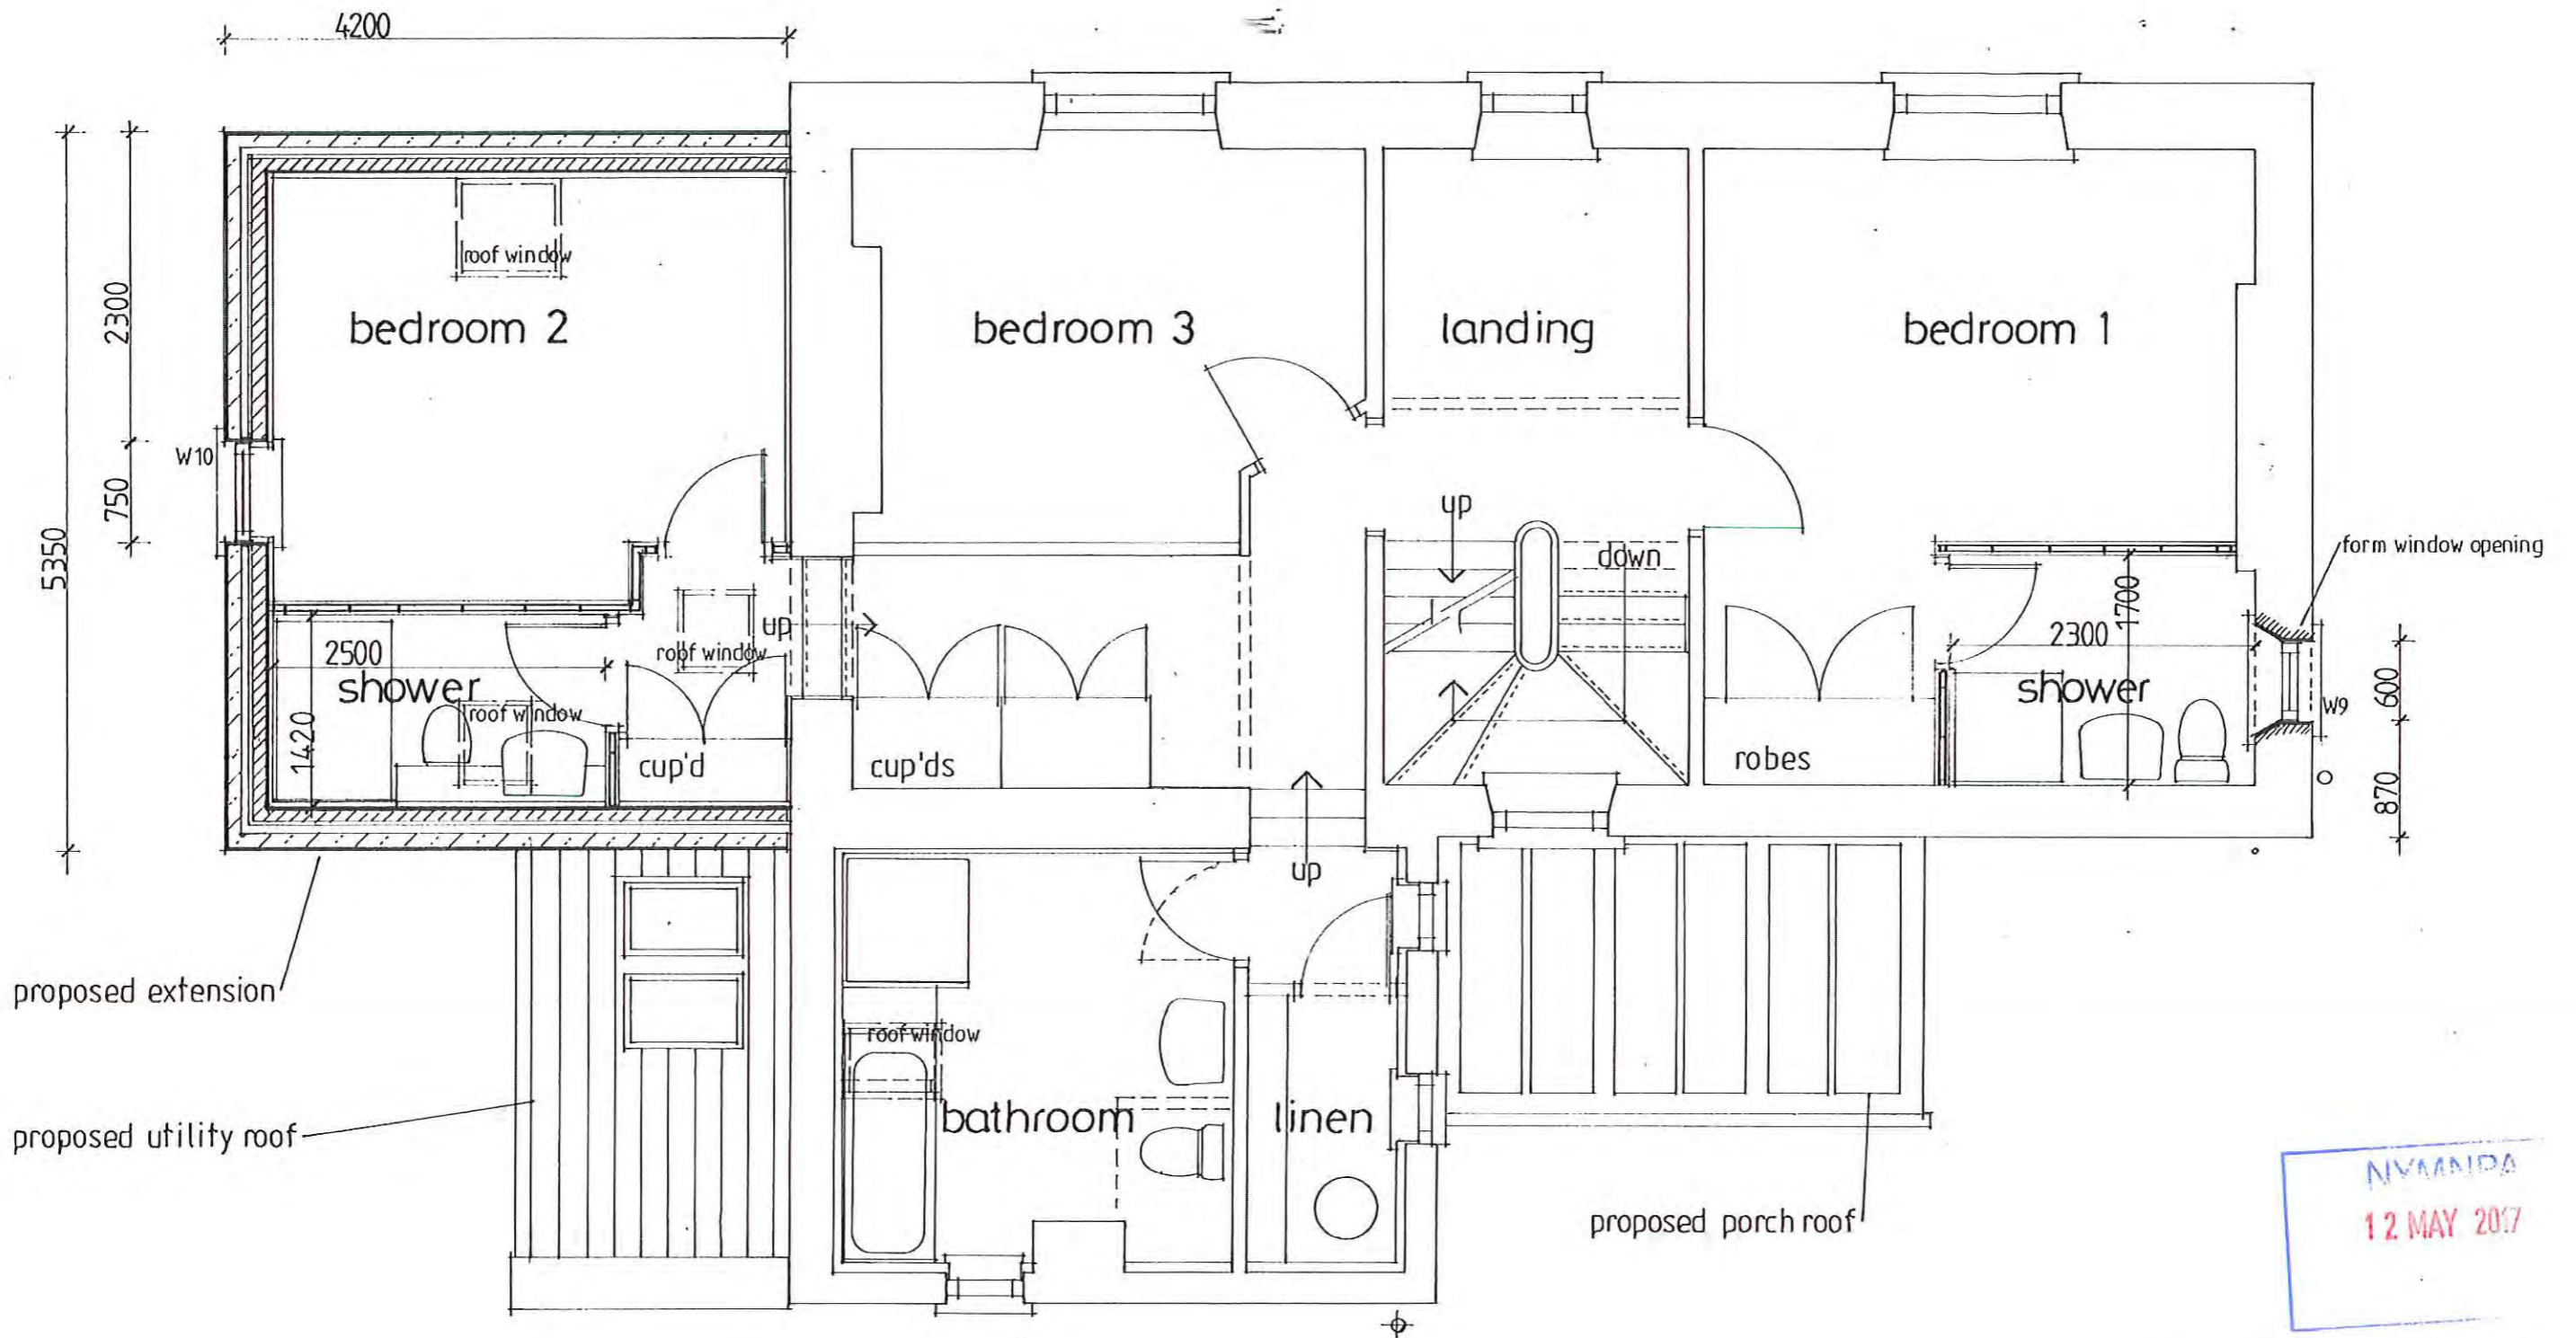 4200
2300
750
5350
W10
roof window
bedroom 2
bedroom 3
landing
bedroom 1
up
down
form window opening
1700
2300
2500
shower
1420
roof window
roof window
up
cup'd
cup'ds
robes
shower
W9
600
870
up
proposed extension
roof window
bathroom
linen
proposed utility roof
proposed porch roof
NYMNPA
12 MAY 2017